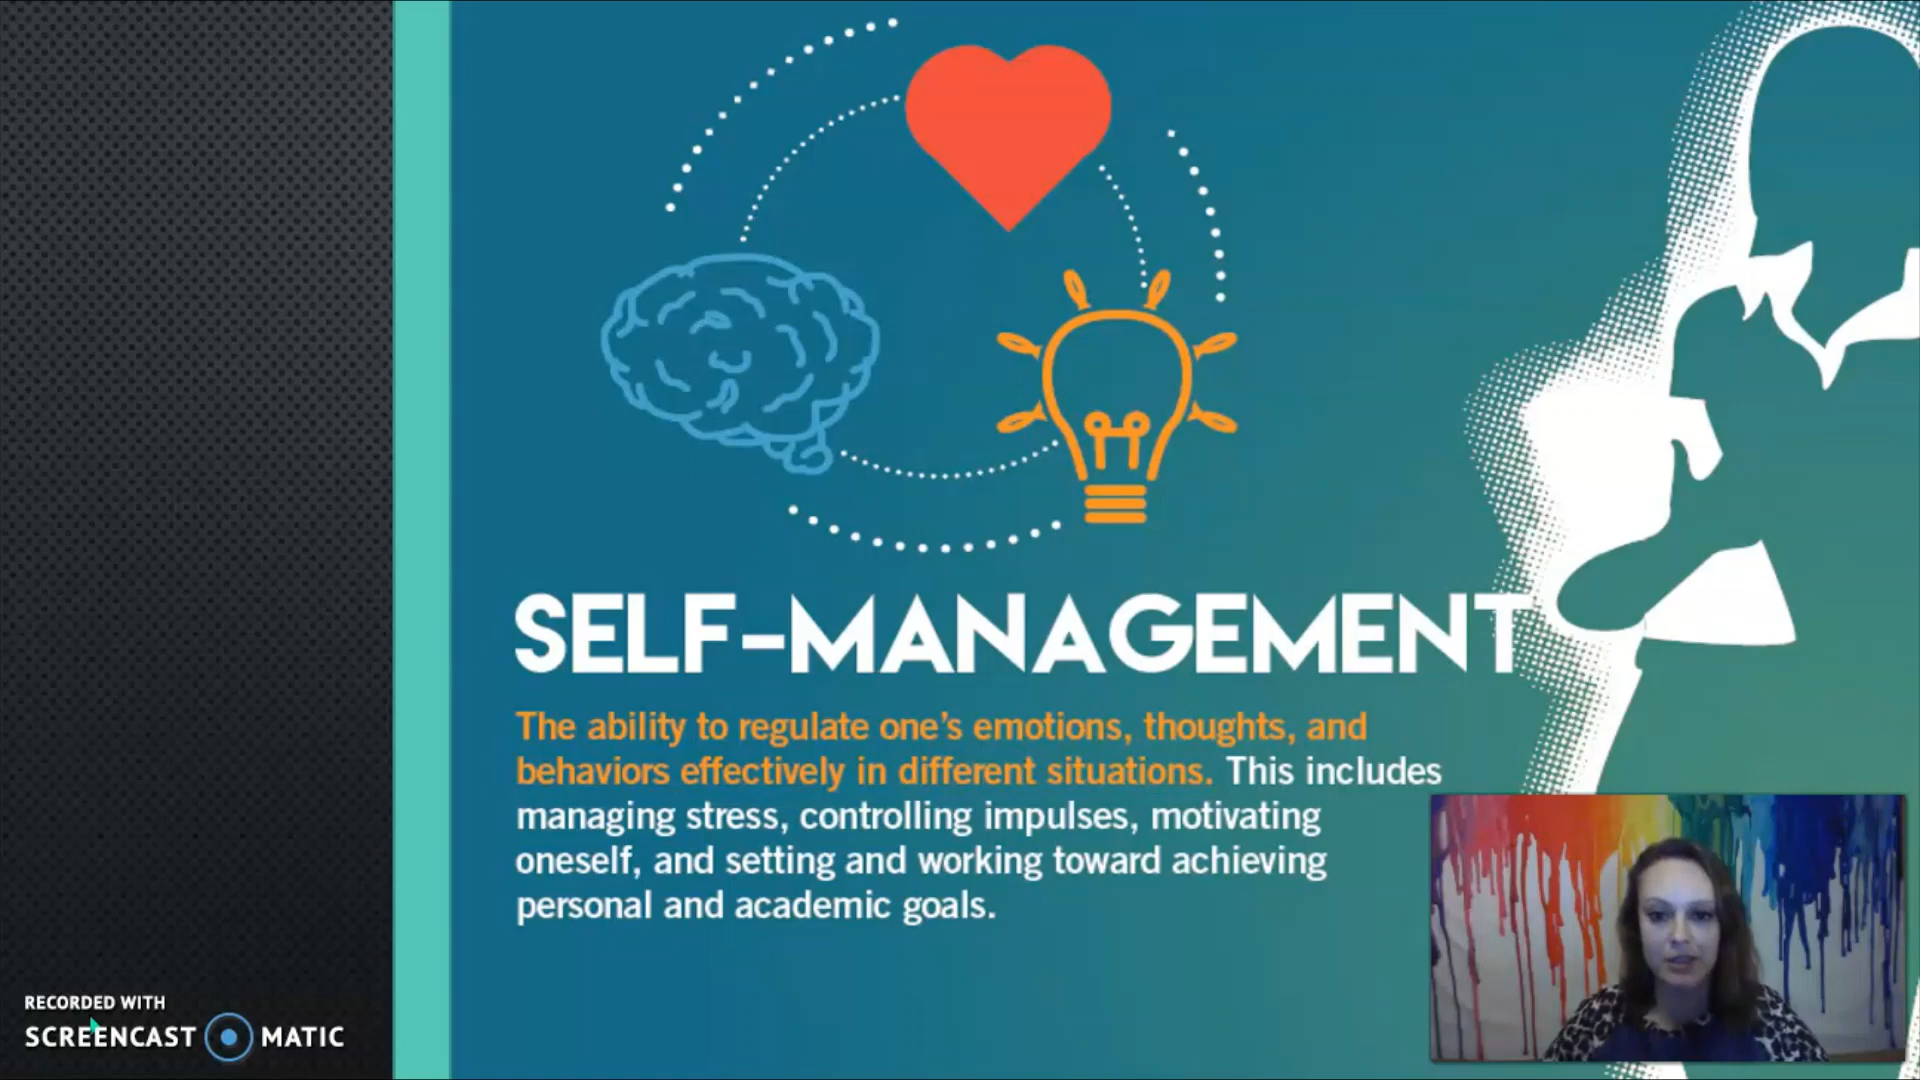 SELF-MANAGEMENT
The ability to regulate one's emotions, thoughts, and
behaviors effectively in different situations. This includes
managing stress, controlling impulses, motivating
oneself, and setting and working toward achieving
personal and academic goals.
RECORDED WITH
SCREENCAST MATIC